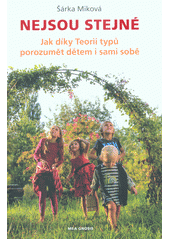 Šárka Miková
NEJSOU STEJNÉ
Jak díky Teorii typů
porozumět dětem i sami sobě